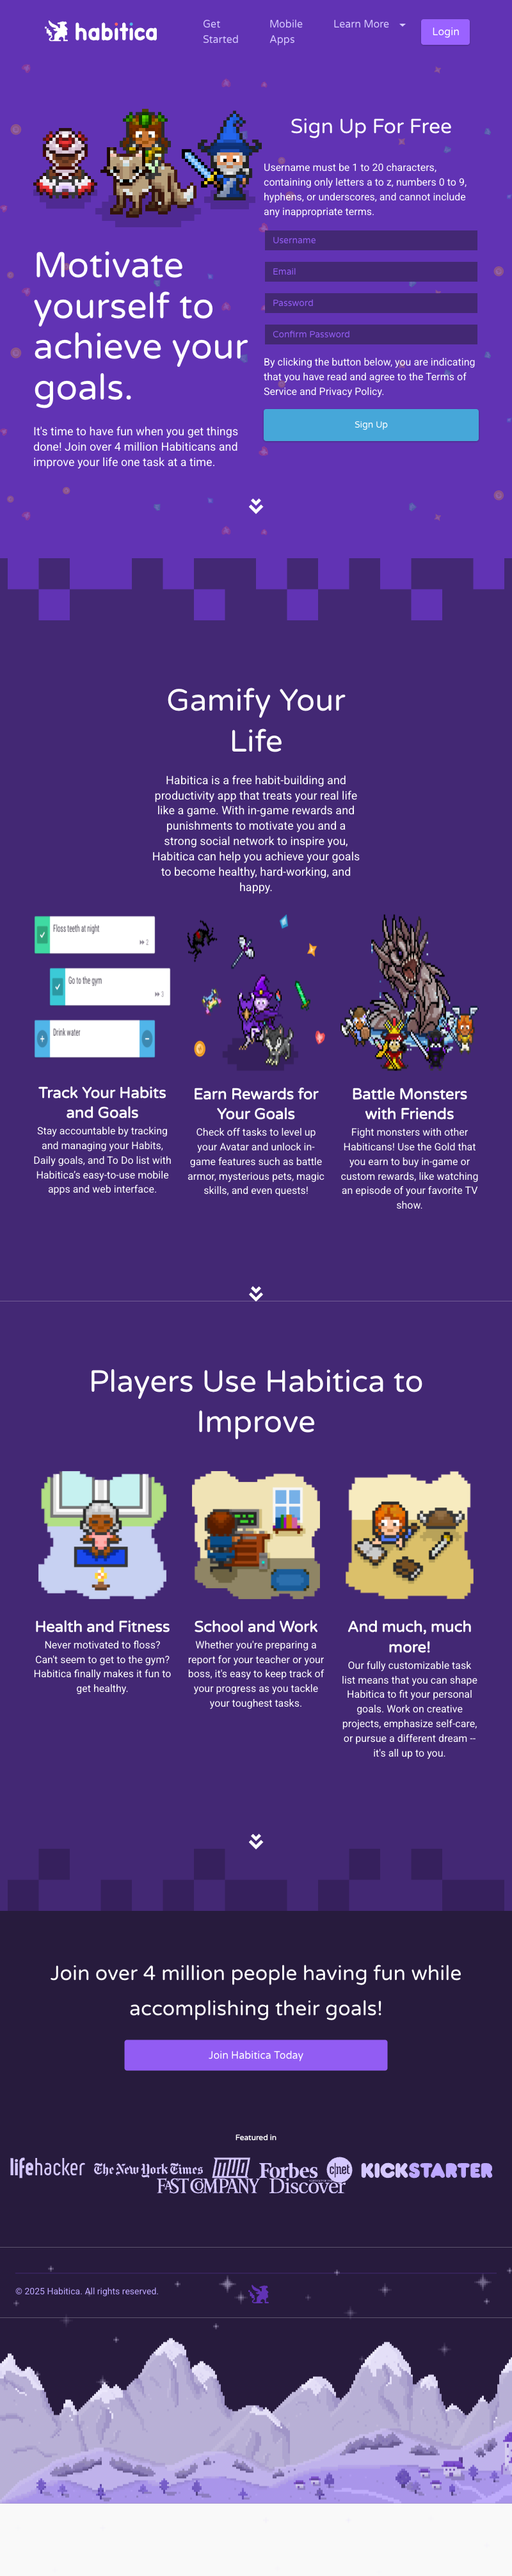 habitica
Get
Started
Mobile
Apps
Learn More
Login
Motivate
yourself to
achieve your
goals.
It's time to have fun when you get things
done! Join over 4 million Habiticans and
improve your life one task at a time.
Sign Up For Free
Username must be 1 to 20 characters,
containing only letters a to z, numbers 0 to 9,
hyphens, or underscores, and cannot include
any inappropriate terms.
Username
Email
Password
Confirm Password
By clicking the button below, you are indicating
that you have read and agree to the Terms of
Service and Privacy Policy.
Sign Up
Gamify Your
Life
Habitica is a free habit-building and
productivity app that treats your real life
like a game. With in-game rewards and
punishments to motivate you and a
strong social network to inspire you,
Habitica can help you achieve your goals
to become healthy, hard-working, and
happy.
Floss teeth at night
Go to the gym
Drink water
Track Your Habits
and Goals
Stay accountable by tracking
and managing your Habits,
Daily goals, and To Do list with
Habitica's easy-to-use mobile
apps and web interface.
Earn Rewards for
Your Goals
Check off tasks to level up
your Avatar and unlock in-
game features such as battle
armor, mysterious pets, magic
skills, and even quests!
Battle Monsters
with Friends
Fight monsters with other
Habiticans! Use the Gold that
you earn to buy in-game or
custom rewards, like watching
an episode of your favorite TV
show.
Players Use Habitica to
Improve
Health and Fitness
Never motivated to floss?
Can't seem to get to the gym?
Habitica finally makes it fun to
get healthy.
School and Work
Whether you're preparing a
report for your teacher or your
boss, it's easy to keep track of
your progress as you tackle
your toughest tasks.
And much, much
more!
Our fully customizable task
list means that you can shape
Habitica to fit your personal
goals. Work on creative
projects, emphasize self-care,
or pursue a different dream --
it's all up to you.
Join over 4 million people having fun while
accomplishing their goals!
Join Habitica Today
Featured in
lifehacker
The New York Times
Forbes
c|net
KICKSTARTER
FAST COMPANY
Discover
© 2025 Habitica. All rights reserved.